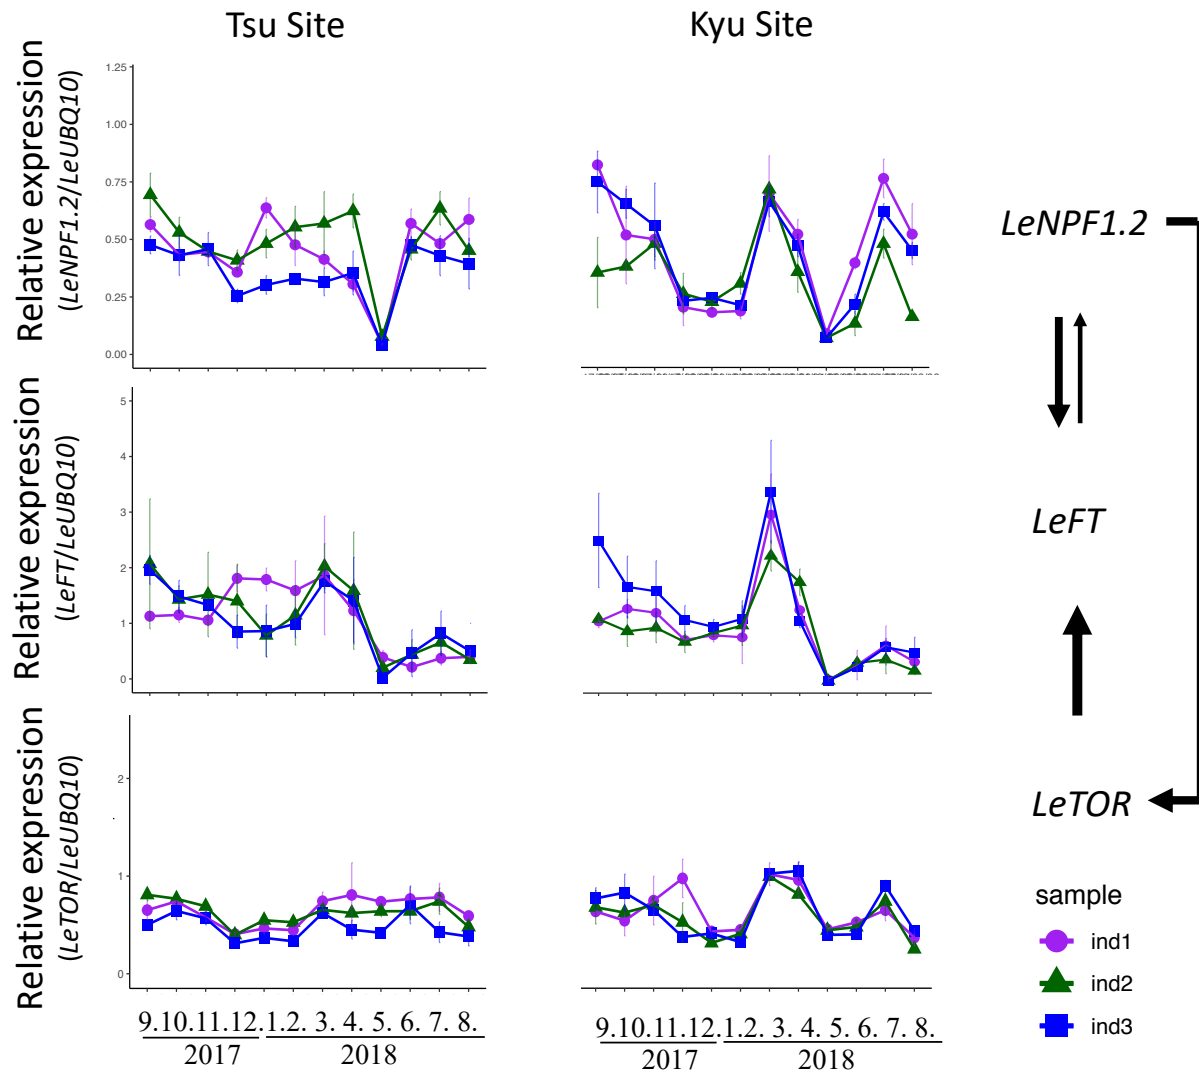 Tsu Site
Kyu Site
Relative expression
(LeNPF1.2/LeUBQ10)
1.25
1.00
0.75
0.50
0.25
0.00
LeNPF1.2
Relative expression
(LeFT/LeUBQ10)
5
4
3
2
1
0
LeFT
Relative expression
(LeTOR/LeUBQ10)
2
1
0
LeTOR
sample
ind1
ind2
ind3
9.10.11.12.1.2. 3. 4. 5. 6. 7. 8.
2017 2018
9.10.11.12.1.2. 3. 4. 5. 6. 7. 8.
2017 2018